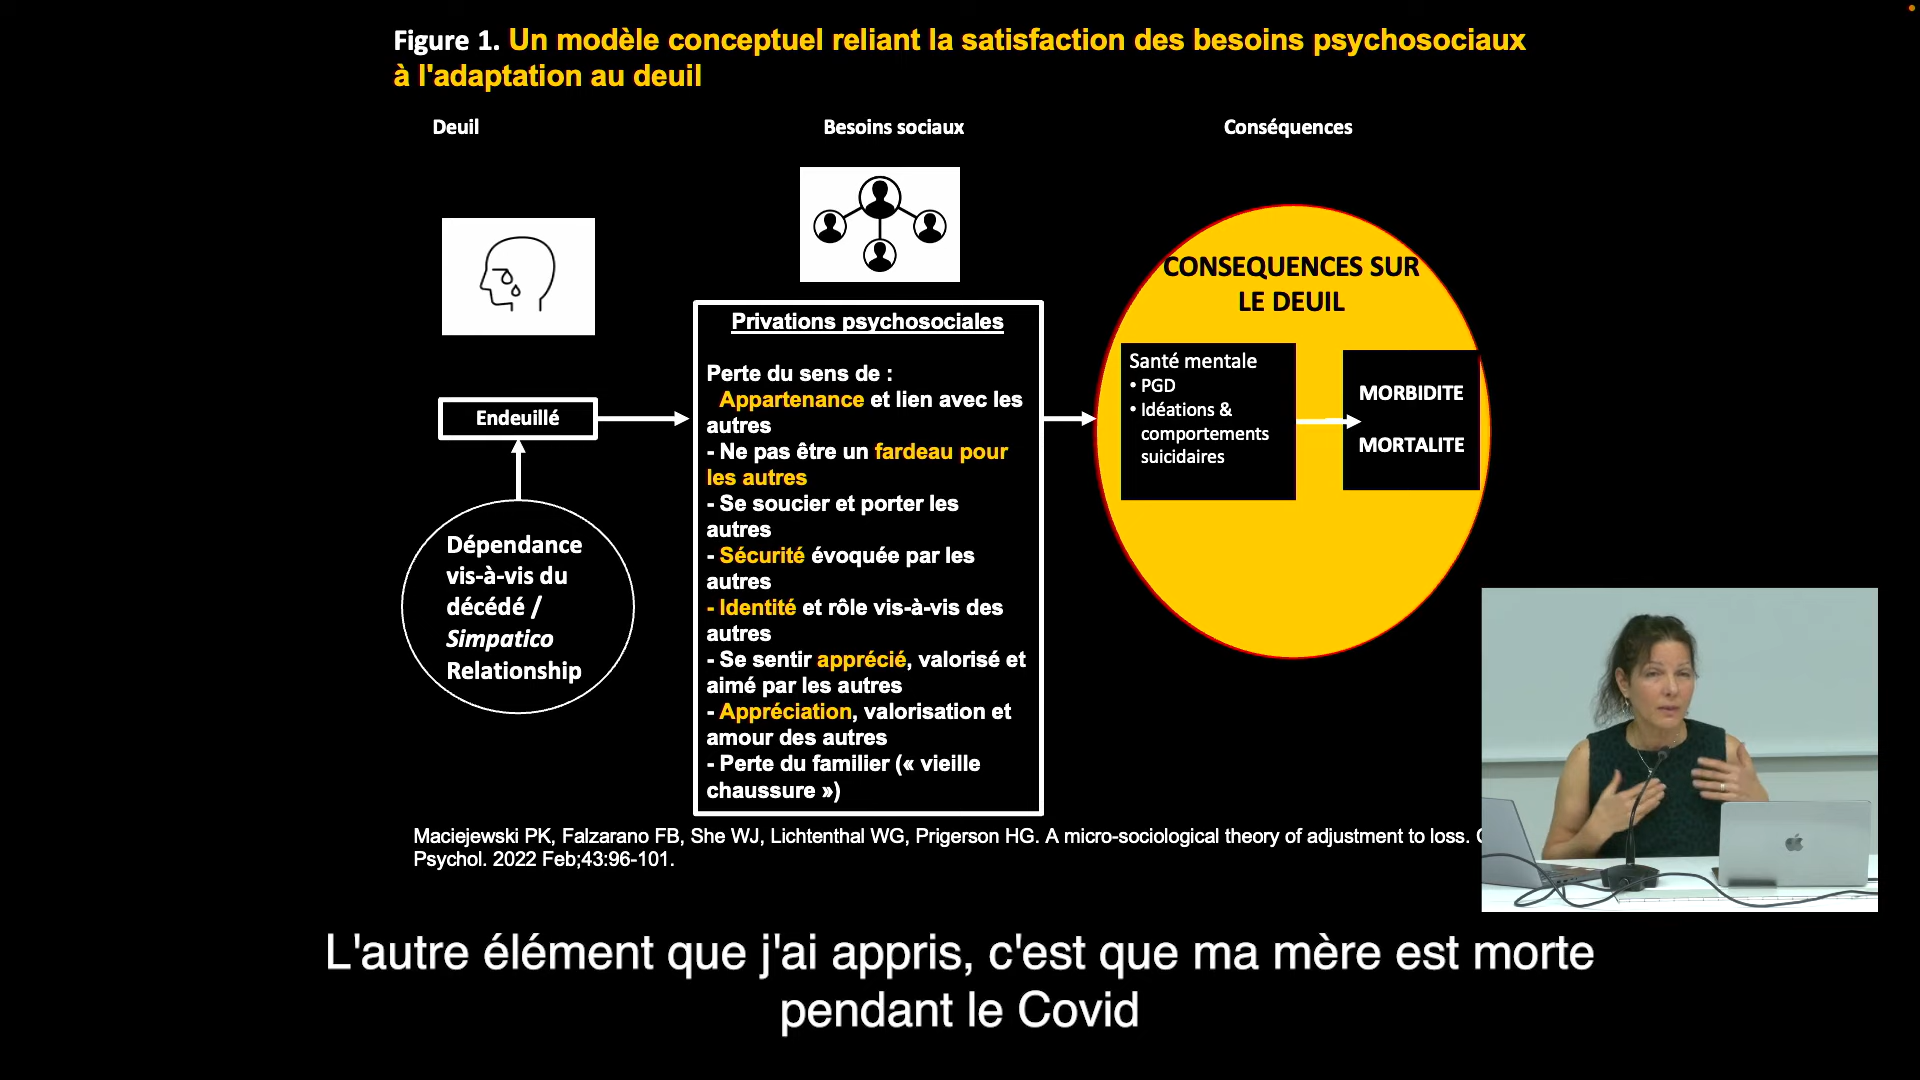 Figure 1. Un modèle conceptuel reliant la satisfaction des besoins psychosociaux
à l'adaptation au deuil
Deuil
Besoins sociaux
Conséquences
Endeuillé
Dépendance
vis-à-vis du
décédé /
Simpatico
Relationship
Privations psychosociales
Perte du sens de :
Appartenance et lien avec les
autres
- Ne pas être un fardeau pour
les autres
- Se soucier et porter les
autres
- Sécurité évoquée par les
autres
- Identité et rôle vis-à-vis des
autres
- Se sentir apprécié, valorisé et
aimé par les autres
- Appréciation, valorisation et
amour des autres
- Perte du familier (« vieille
chaussure »)
CONSEQUENCES SUR
LE DEUIL
Santé mentale
• PGD
• Idéations &
comportements
suicidaires
MORBIDITE
MORTALITE
Maciejewski PK, Falzarano FB, She WJ, Lichtenthal WG, Prigerson HG. A micro-sociological theory of adjustment to loss.
Psychol. 2022 Feb;43:96-101.
L'autre élément que j'ai appris, c'est que ma mère est morte
pendant le Covid